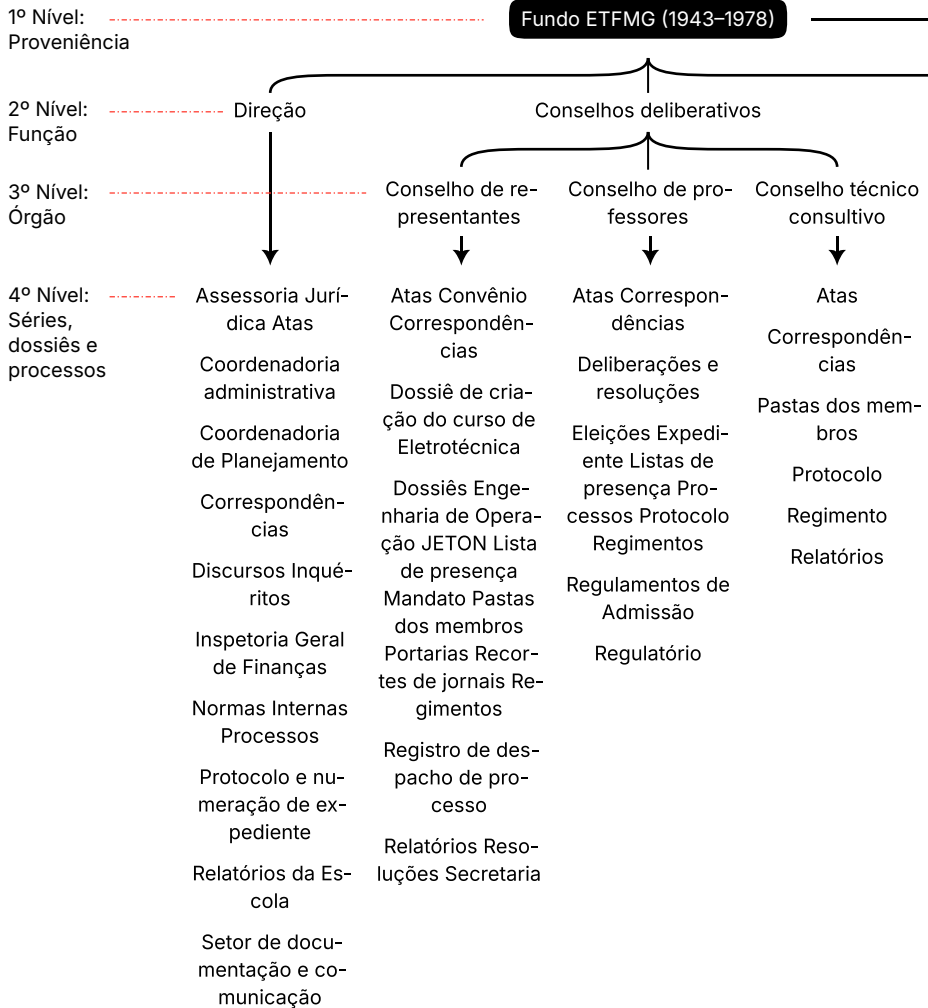 1º Nível:
Proveniência
Fundo ETFMG (1943–1978)
2º Nível:
Função
Direção
Conselhos deliberativos
3º Nível:
Órgão
Conselho de re-
presentantes
Conselho de pro-
fessores
Conselho técnico
consultivo
4º Nível:
Séries,
dossiês e
processos
Assessoria Jurí-
dica Atas
Coordenadoria
administrativa
Coordenadoria
de Planejamento
Correspondên-
cias
Discursos Inqué-
ritos
Inspetoria Geral
de Finanças
Normas Internas
Processos
Protocolo e nu-
meração de ex-
pediente
Relatórios da Es-
cola
Setor de docu-
mentação e co-
municação
Atas Convênio
Correspondên-
cias
Dossiê de cria-
ção do curso de
Eletrotécnica
Dossiês Enge-
nharia de Opera-
ção JETON Lista
de presença
Mandato Pastas
dos membros
Portarias Recor-
tes de jornais Re-
gimentos
Registro de des-
pacho de pro-
cesso
Relatórios Reso-
luções Secretaria
Atas Correspon-
dências
Deliberações e
resoluções
Eleições Expedi-
ente Listas de
presença Pro-
cessos Protocolo
Regimentos
Regulamentos de
Admissão
Regulatório
Atas
Correspondên-
cias
Pastas dos mem-
bros
Protocolo
Regimento
Relatórios